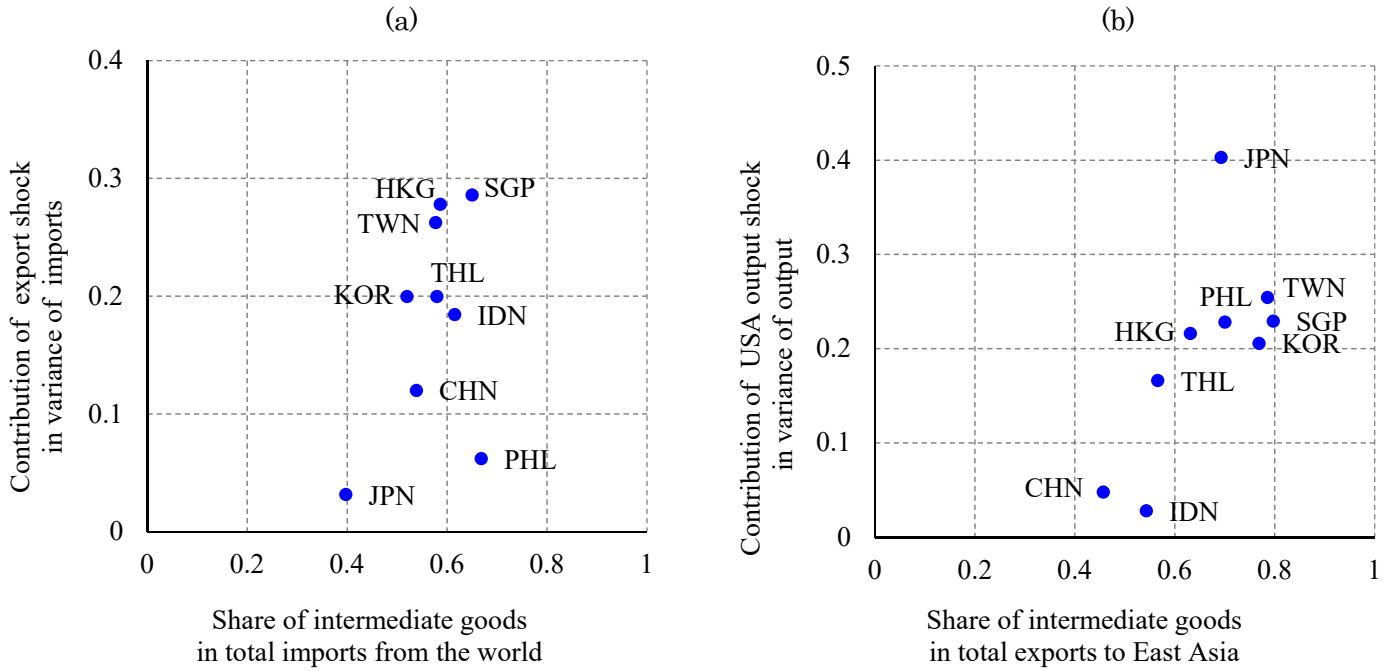 (a)
Contribution of export shock
in variance of imports
0.4
0.3
0.2
0.1
0
HKG
SGP
TWN
THL
KOR
IDN
CHN
PHL
JPN
0
0.2
0.4
0.6
0.8
1
Share of intermediate goods
in total imports from the world
(b)
Contribution of USA output shock
in variance of output
0.5
0.4
0.3
0.2
0.1
0
JPN
TWN
PHL
SGP
HKG
KOR
THL
CHN
IDN
0
0.2
0.4
0.6
0.8
1
Share of intermediate goods
in total exports to East Asia